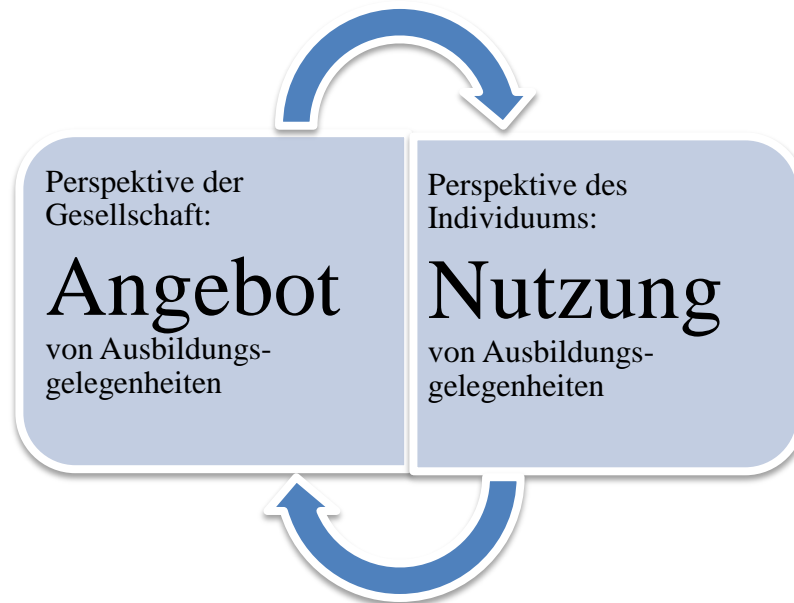 Perspektive der
Gesellschaft:
Angebot
von Ausbildungs-
gelegenheiten
Perspektive des
Individuums:
Nutzung
von Ausbildungs-
gelegenheiten